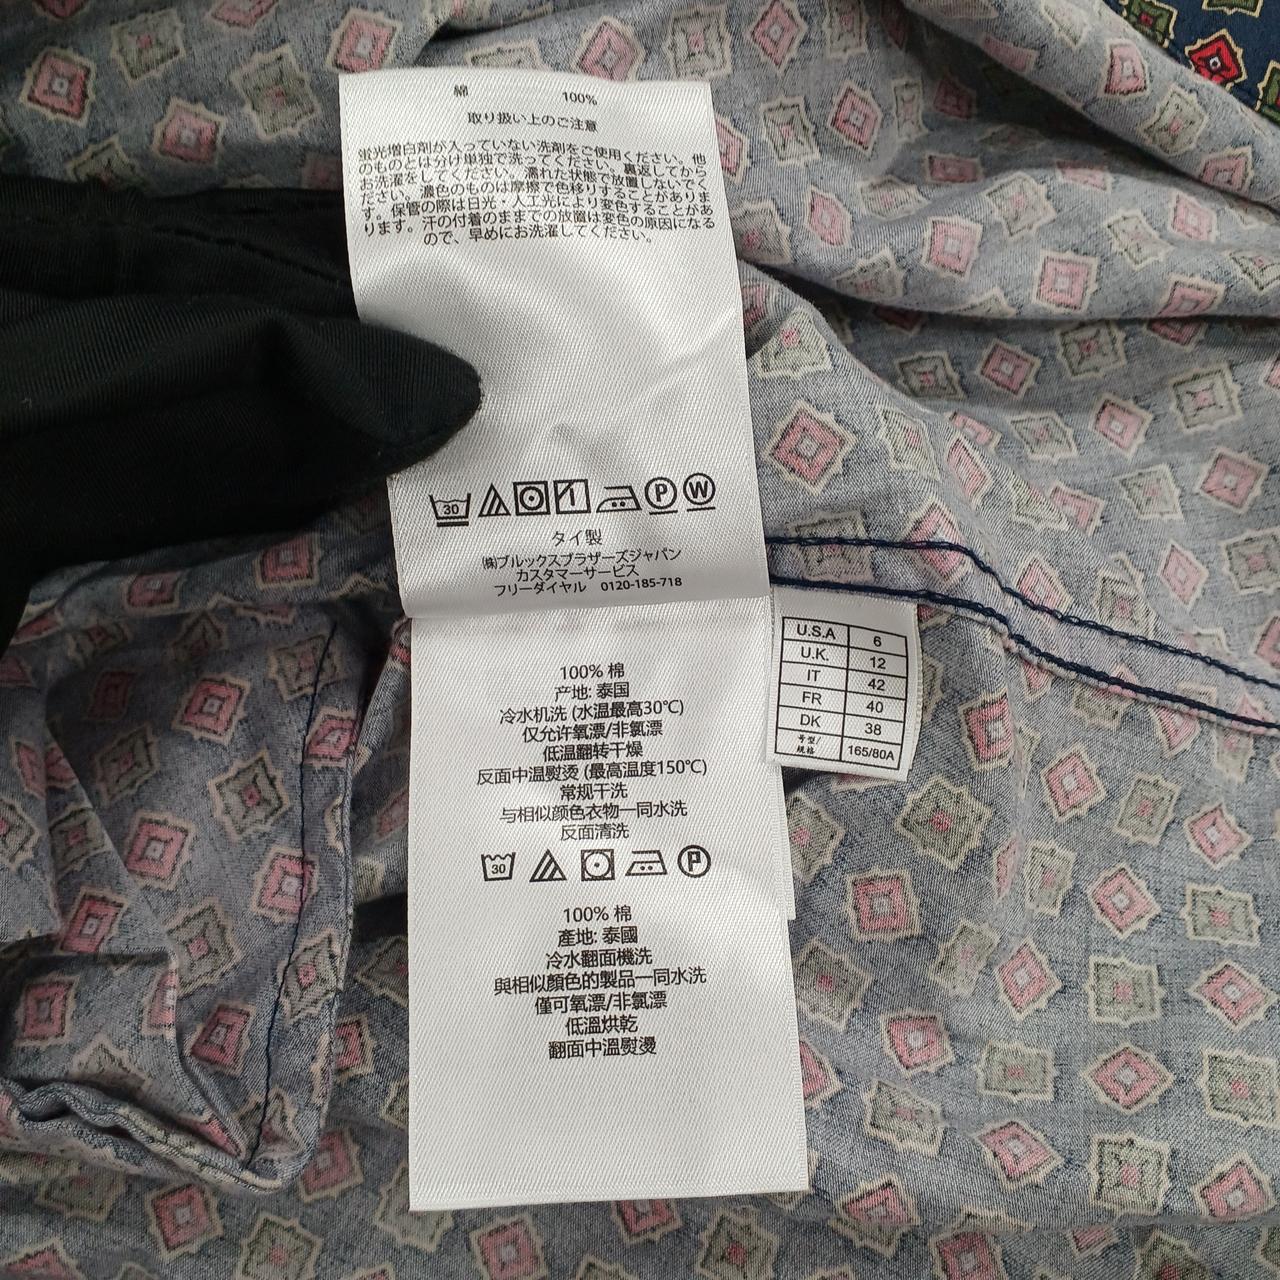 綿 100%
取り扱い上のご注意
蛍光増白剤が入っていない洗剤をご使用ください。他
のものとは分け単独で洗ってください、裏返してから
お洗濯をしてください。濡れた状態で放置しないでく
ださい。濃色のものは摩擦で色移りすることがありま
す。保管の際は日光・人工光により変色することがあ
ります。汗の付着のままでの放置は変色の原因になる
ので、早めにお洗濯してください。
30 P W
タイ製
㈱ブルックスブラザーズジャパン
カスタマーサービス
フリーダイヤル 0120-185-718
100% 棉
产地: 泰国
冷水机洗 (水温最高30℃)
仅允许氧漂/非氯漂
低温翻转干燥
反面中温熨烫 (最高温度150℃)
常规干洗
与相似颜色衣物一同水洗
反面清洗
30 P
100% 棉
產地: 泰國
冷水翻面機洗
與相似顏色的製品一同水洗
僅可氧漂/非氯漂
低溫烘乾
翻面中溫熨燙
U.S.A 6
U.K. 12
IT 42
FR 40
DK 38
号型/
规格 165/80A